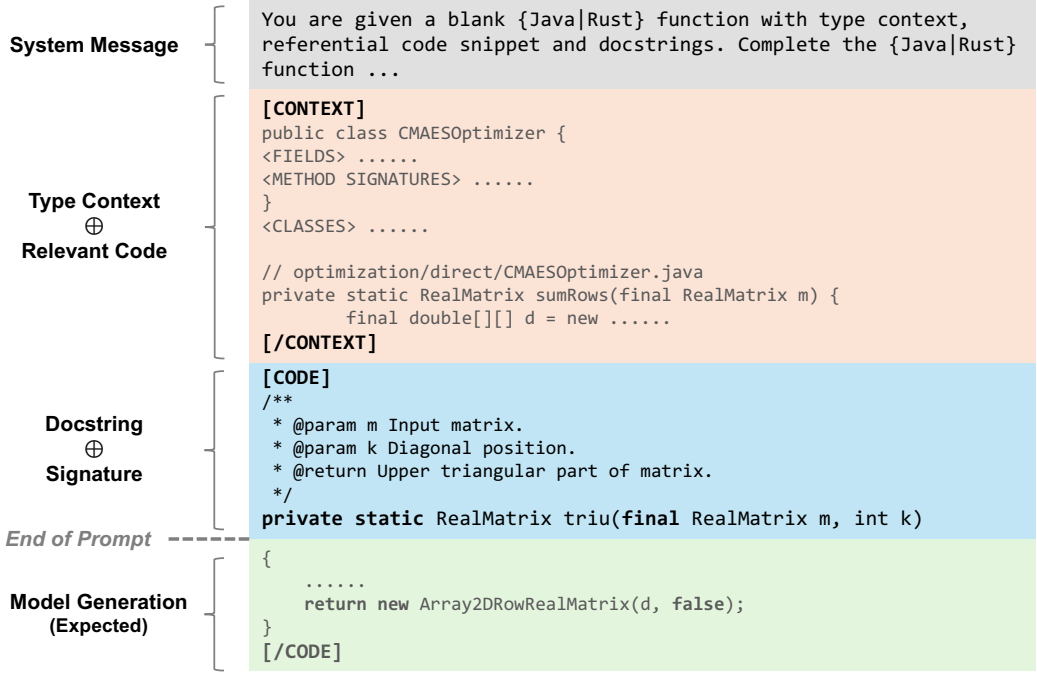 System Message
You are given a blank {Java|Rust} function with type context,
referential code snippet and docstrings. Complete the {Java|Rust}
function ...
Type Context
⊕
Relevant Code
[CONTEXT]
public class CMAESOptimizer {
<FIELDS> ......
<METHOD SIGNATURES> ......
}
<CLASSES> ......
// optimization/direct/CMAESOptimizer.java
private static RealMatrix sumRows(final RealMatrix m) {
        final double[][] d = new ......
[/CONTEXT]
Docstring
⊕
Signature
[CODE]
/**
 * @param m Input matrix.
 * @param k Diagonal position.
 * @return Upper triangular part of matrix.
 */
private static RealMatrix triu(final RealMatrix m, int k)
End of Prompt
Model Generation
(Expected)
{
    ......
    return new Array2DRowRealMatrix(d, false);
}
[/CODE]